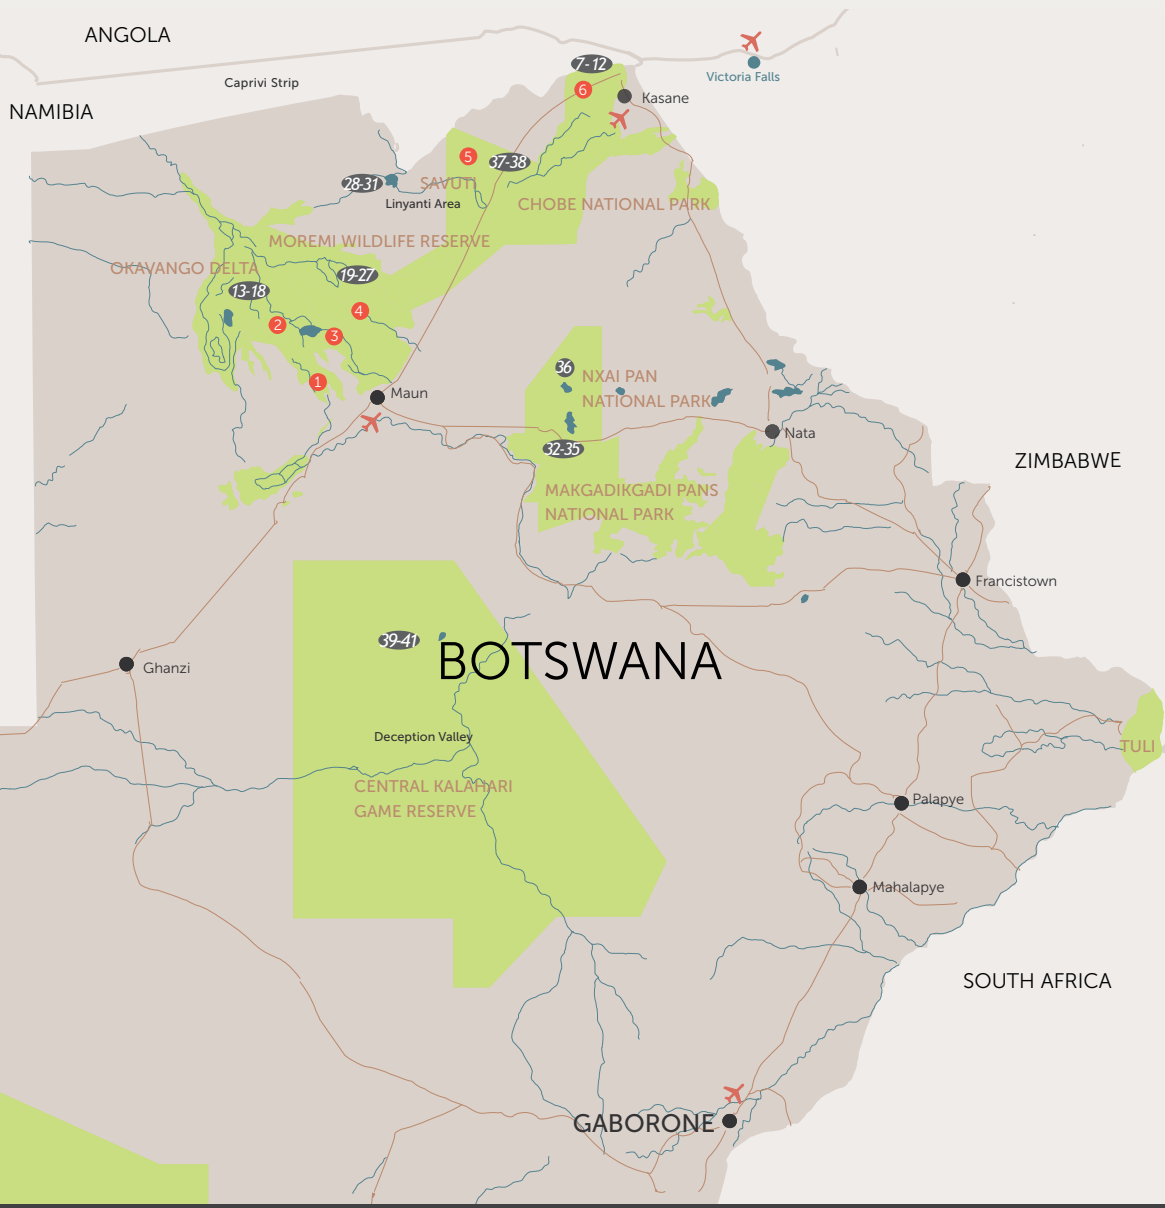 ANGOLA
7-12
Victoria Falls
Caprivi Strip
6
Kasane
NAMIBIA
5
37-38
28-31
SAVUTI
Linyanti Area
CHOBE NATIONAL PARK
MOREMI WILDLIFE RESERVE
OKAVANGO DELTA
19-27
13-18
4
2
3
36
NXAI PAN
1
Maun
NATIONAL PARK
Nata
32-35
ZIMBABWE
MAKGADIKGADI PANS
NATIONAL PARK
Francistown
39-41
BOTSWANA
Ghanzi
Deception Valley
TULI
CENTRAL KALAHARI
GAME RESERVE
Palapye
Mahalapye
SOUTH AFRICA
GABORONE